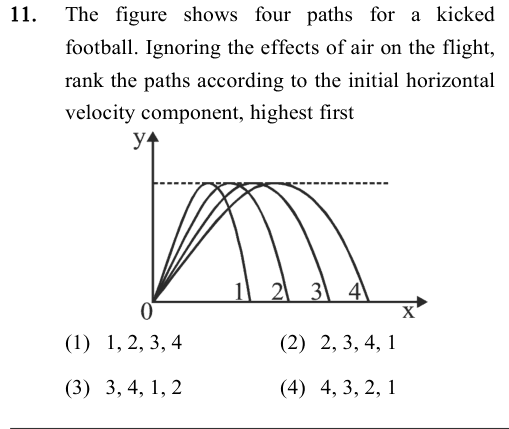 11. The figure shows four paths for a kicked
football. Ignoring the effects of air on the flight,
rank the paths according to the initial horizontal
velocity component, highest first
y
1 2 3 4
0 x
(1) 1, 2, 3, 4 (2) 2, 3, 4, 1
(3) 3, 4, 1, 2 (4) 4, 3, 2, 1